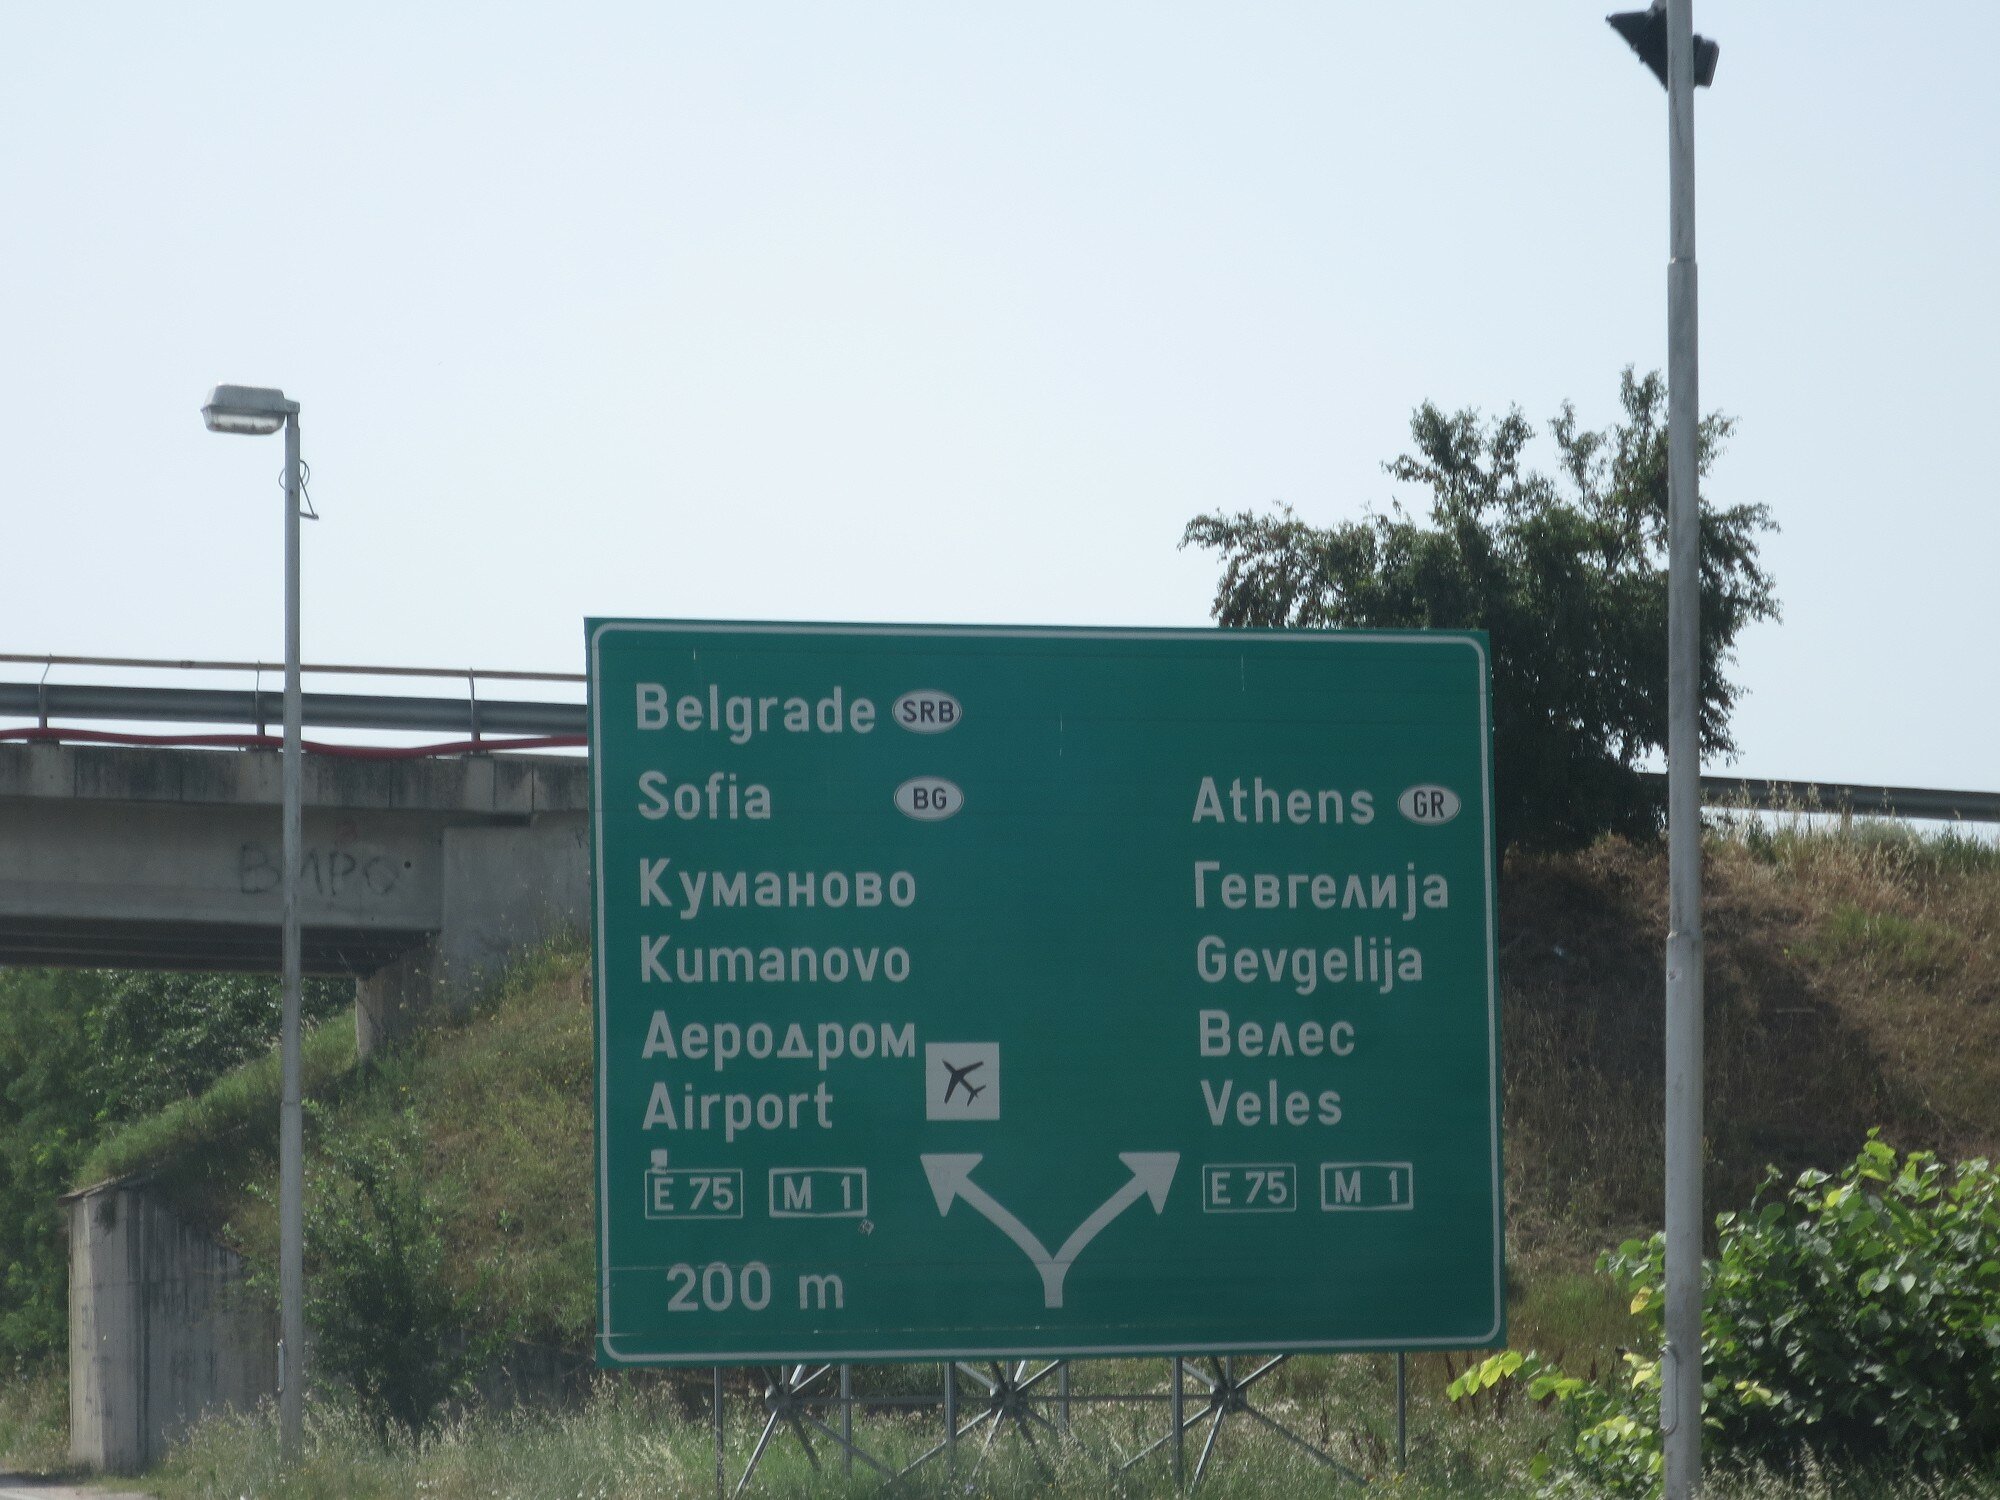 Belgrade SRB
Sofia BG
Куманово
Kumanovo
Аеродром
Airport
E 75 M 1
200 m
Athens GR
Гевгелија
Gevgelija
Велес
Veles
E 75 M 1